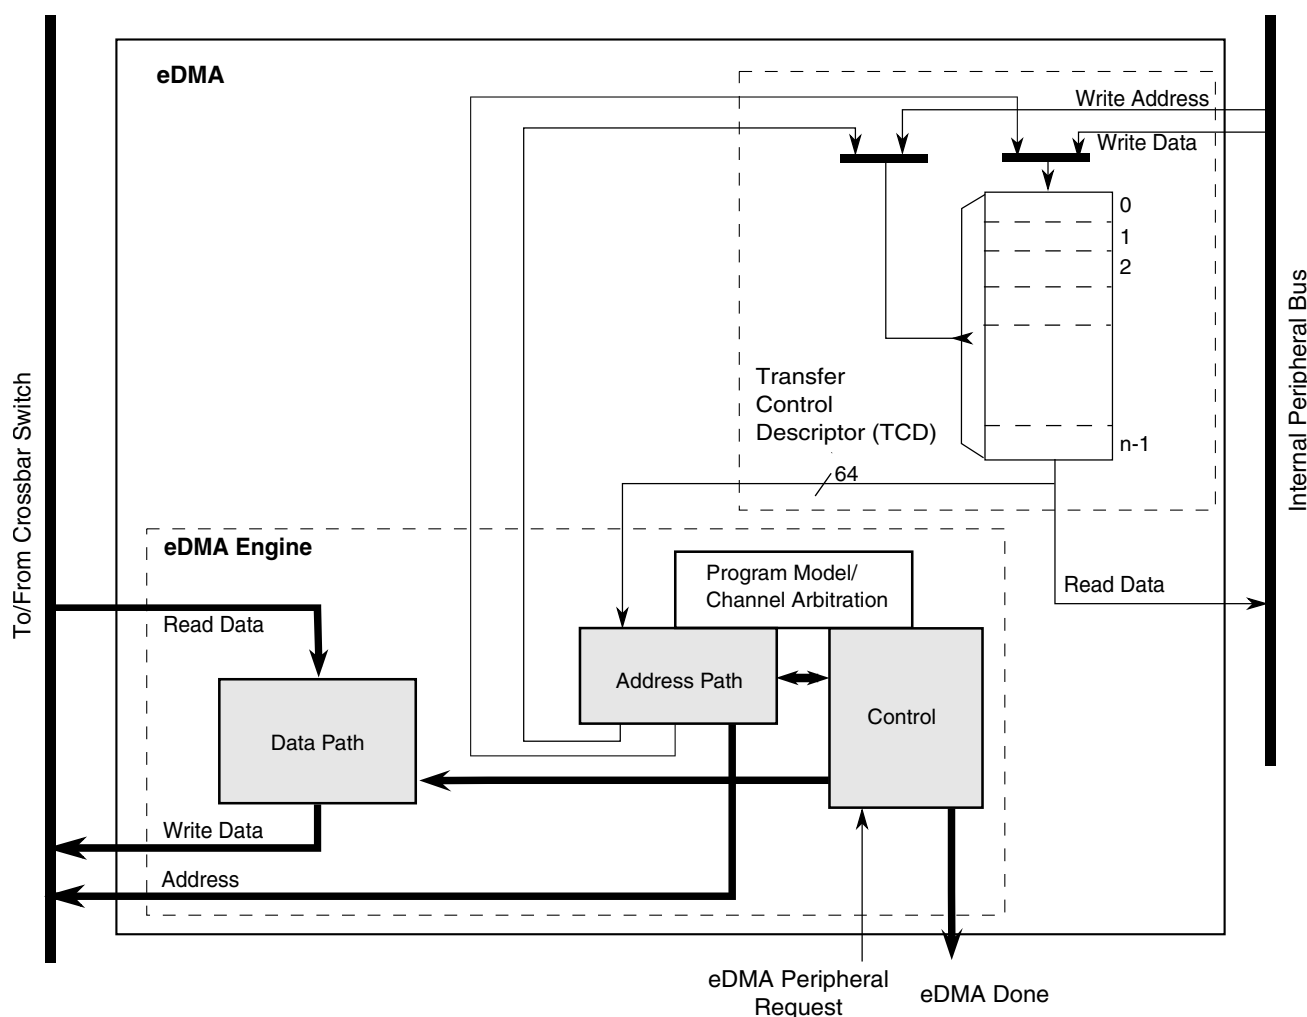 eDMA
Write Address
Write Data
0
1
2
n-1
Transfer
Control
Descriptor (TCD)
64
To/From Crossbar Switch
Internal Peripheral Bus
eDMA Engine
Program Model/
Channel Arbitration
Read Data
Read Data
Address Path
Control
Data Path
Write Data
Address
eDMA Peripheral
Request
eDMA Done